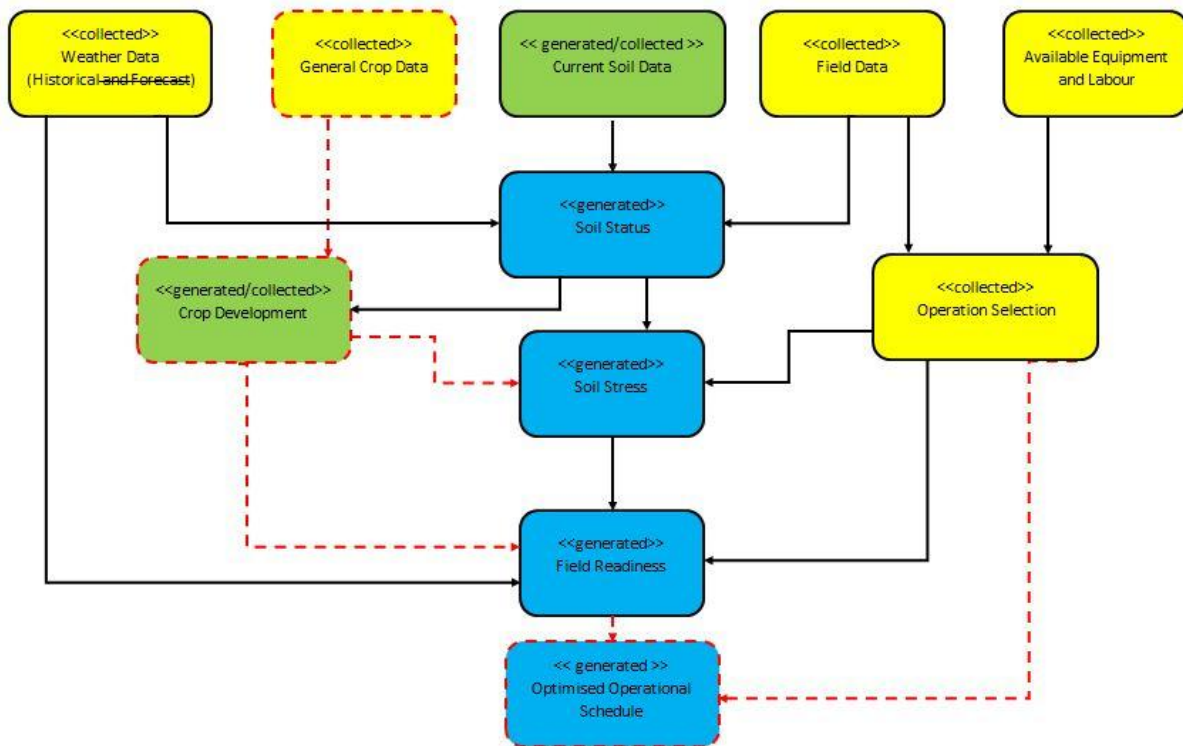 <<collected>>
Weather Data
(Historical and Forecast)
<<collected>>
General Crop Data
<< generated/collected >>
Current Soil Data
<<collected>>
Field Data
<<collected>>
Available Equipment
and Labour
<<generated>>
Soil Status
<<generated/collected>>
Crop Development
<<collected>>
Operation Selection
<<generated>>
Soil Stress
<<generated>>
Field Readiness
<< generated >>
Optimised Operational
Schedule